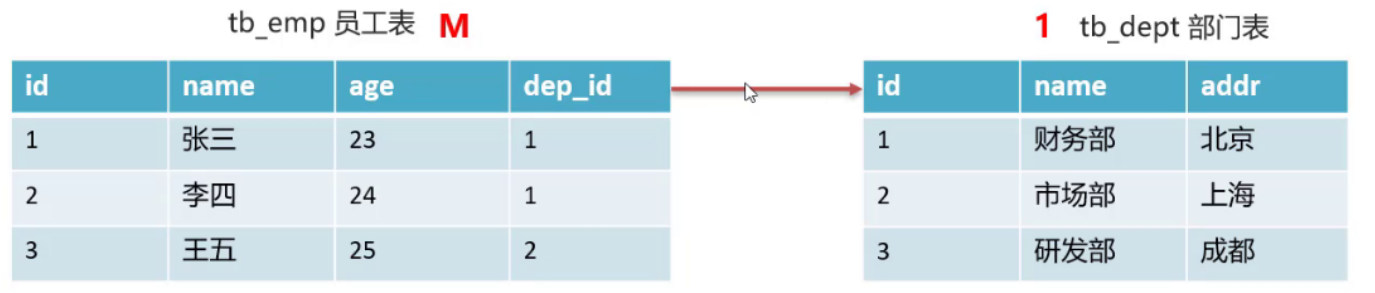 tb_emp 员工表 M
id name age dep_id
1 张三 23 1
2 李四 24 1
3 王五 25 2
1 tb_dept 部门表
id name addr
1 财务部 北京
2 市场部 上海
3 研发部 成都